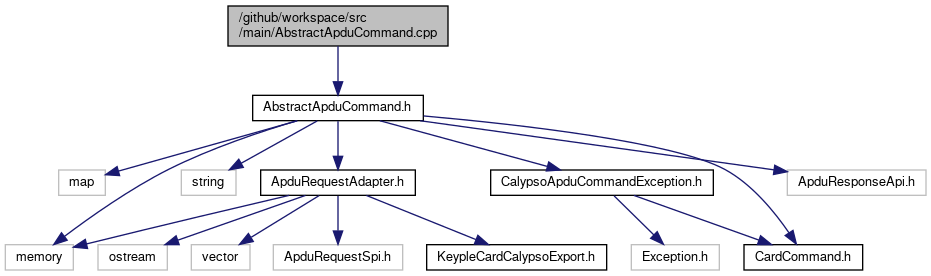 /github/workspace/src
/main/AbstractApduCommand.cpp
AbstractApduCommand.h
map
string
ApduRequestAdapter.h
CalypsoApduCommandException.h
ApduResponseApi.h
memory
ostream
vector
ApduRequestSpi.h
KeypleCardCalypsoExport.h
Exception.h
CardCommand.h